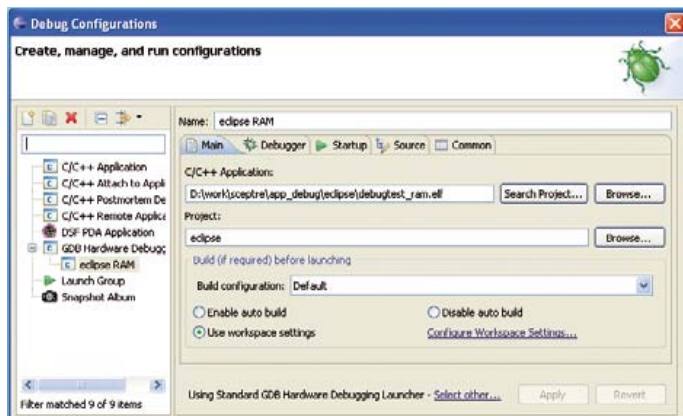 Debug Configurations
Create, manage, and run configurations
Name: eclipse RAM
Main Debugger Startup Source Common
C/C++ Application:
D:\work\sceptre\app_debug\eclipse\debugtest_ram.elf Search Project... Browse...
Project:
eclipse Browse...
Build (if required) before launching
Build configuration: Default
Enable auto build Disable auto build
Use workspace settings Configure Workspace Settings...
Using Standard GDB Hardware Debugging Launcher - Select other... Apply Revert
C/C++ Application
C/C++ Attach to Appli
C/C++ Postmortem De
C/C++ Remote Applica
DSF PDA Application
GDB Hardware Debugg
eclipse RAM
Launch Group
Snapshot Album
Filter matched 9 of 9 items